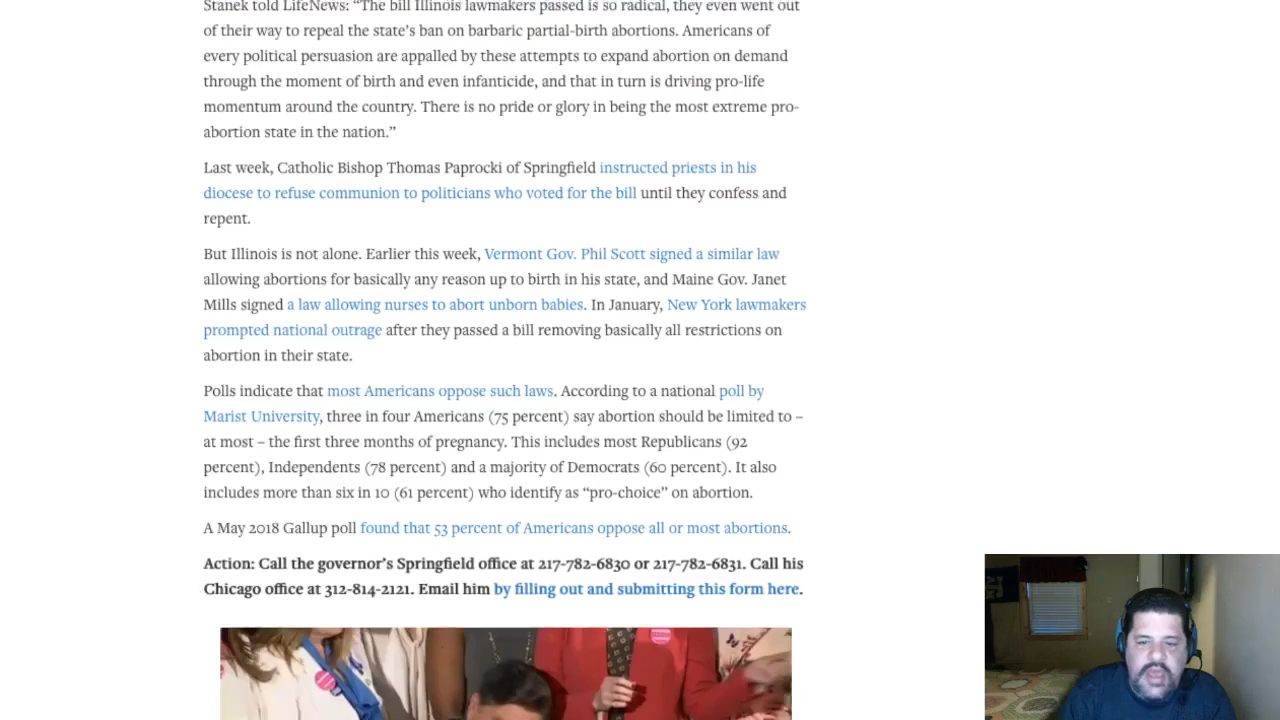 Stanek told LifeNews: “The bill Illinois lawmakers passed is so radical, they even went out
of their way to repeal the state’s ban on barbaric partial-birth abortions. Americans of
every political persuasion are appalled by these attempts to expand abortion on demand
through the moment of birth and even infanticide, and that in turn is driving pro-life
momentum around the country. There is no pride or glory in being the most extreme pro-
abortion state in the nation.”
Last week, Catholic Bishop Thomas Paprocki of Springfield instructed priests in his
diocese to refuse communion to politicians who voted for the bill until they confess and
repent.
But Illinois is not alone. Earlier this week, Vermont Gov. Phil Scott signed a similar law
allowing abortions for basically any reason up to birth in his state, and Maine Gov. Janet
Mills signed a law allowing nurses to abort unborn babies. In January, New York lawmakers
prompted national outrage after they passed a bill removing basically all restrictions on
abortion in their state.
Polls indicate that most Americans oppose such laws. According to a national poll by
Marist University, three in four Americans (75 percent) say abortion should be limited to –
at most – the first three months of pregnancy. This includes most Republicans (92
percent), Independents (78 percent) and a majority of Democrats (60 percent). It also
includes more than six in 10 (61 percent) who identify as “pro-choice” on abortion.
A May 2018 Gallup poll found that 53 percent of Americans oppose all or most abortions.
Action: Call the governor’s Springfield office at 217-782-6830 or 217-782-6831. Call his
Chicago office at 312-814-2121. Email him by filling out and submitting this form here.